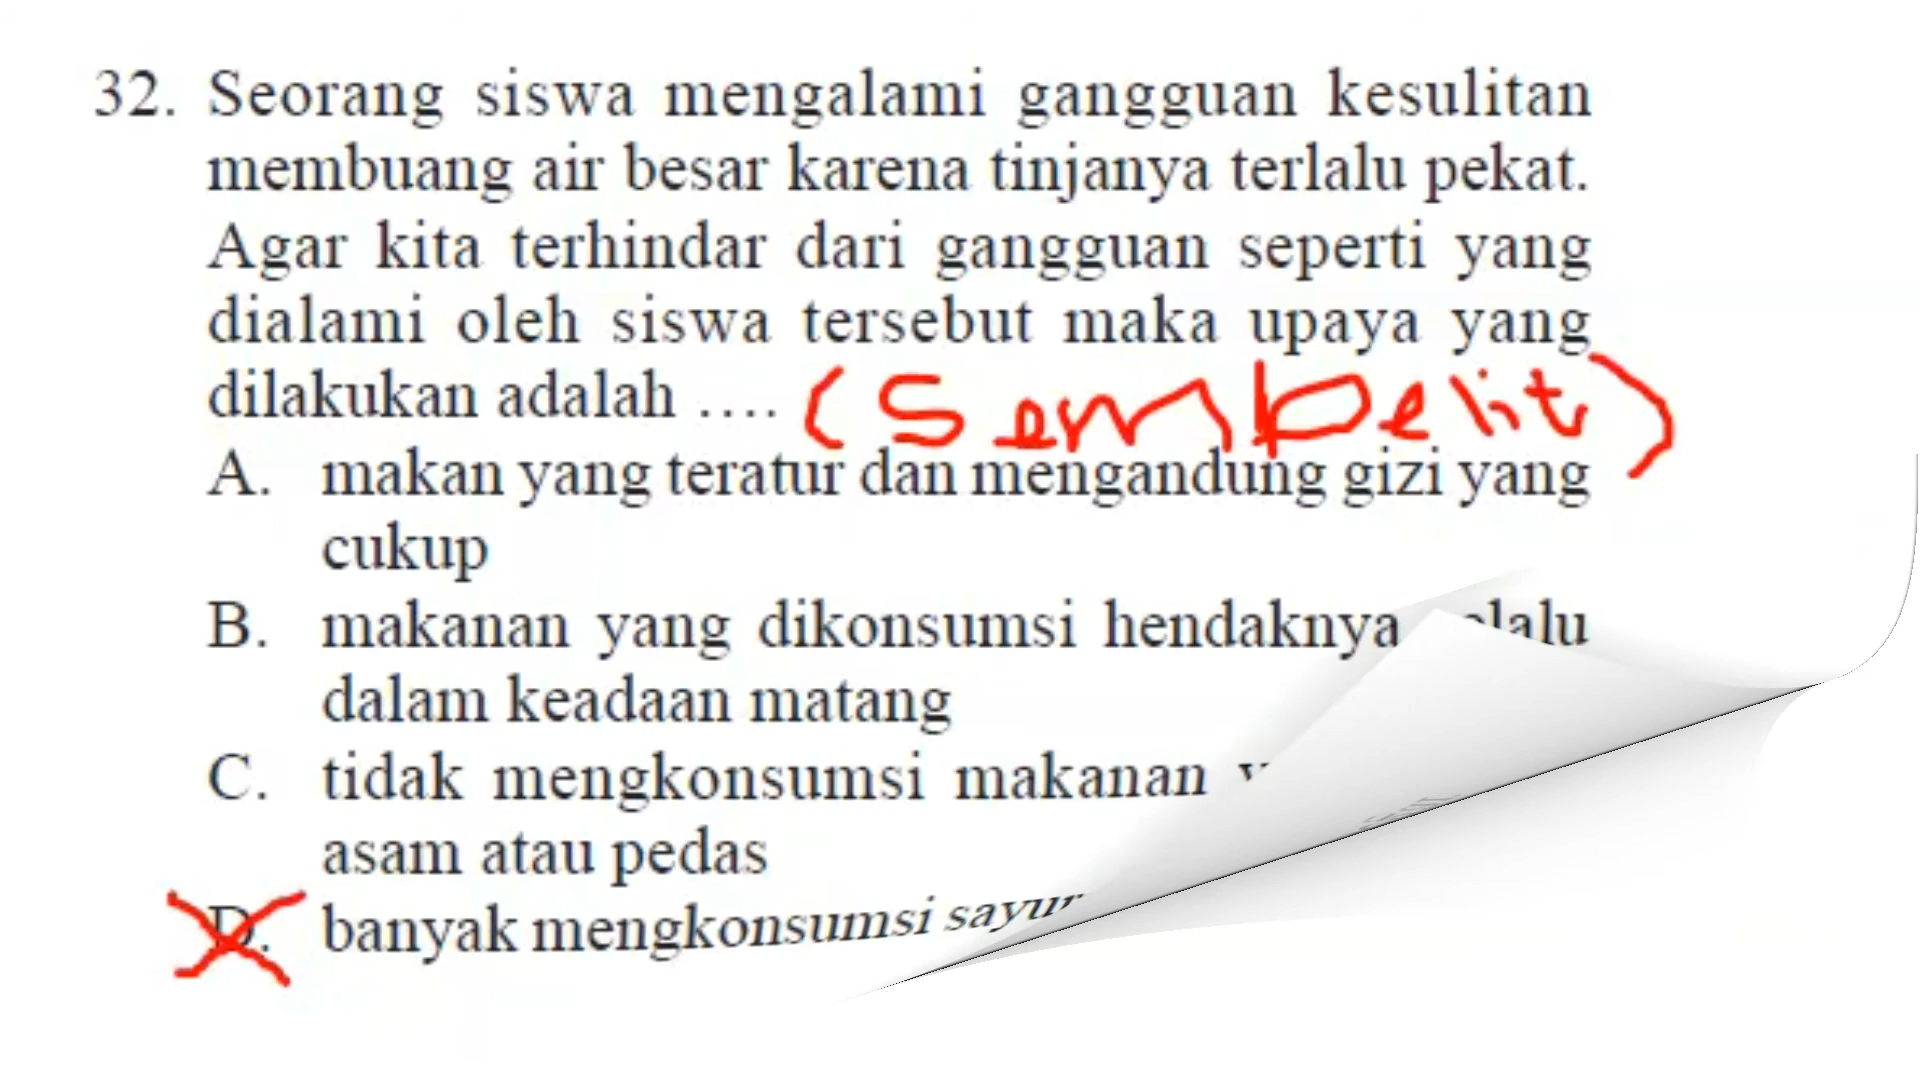 32. Seorang siswa mengalami gangguan kesulitan
membuang air besar karena tinjanya terlalu pekat.
Agar kita terhindar dari gangguan seperti yang
dialami oleh siswa tersebut maka upaya yang
dilakukan adalah .... (Sembelit)
A. makan yang teratur dan mengandung gizi yang
cukup
B. makanan yang dikonsumsi hendaknya
dalam keadaan matang
C. tidak mengkonsumsi makanan
asam atau pedas
D. banyak mengkonsumsi sayur